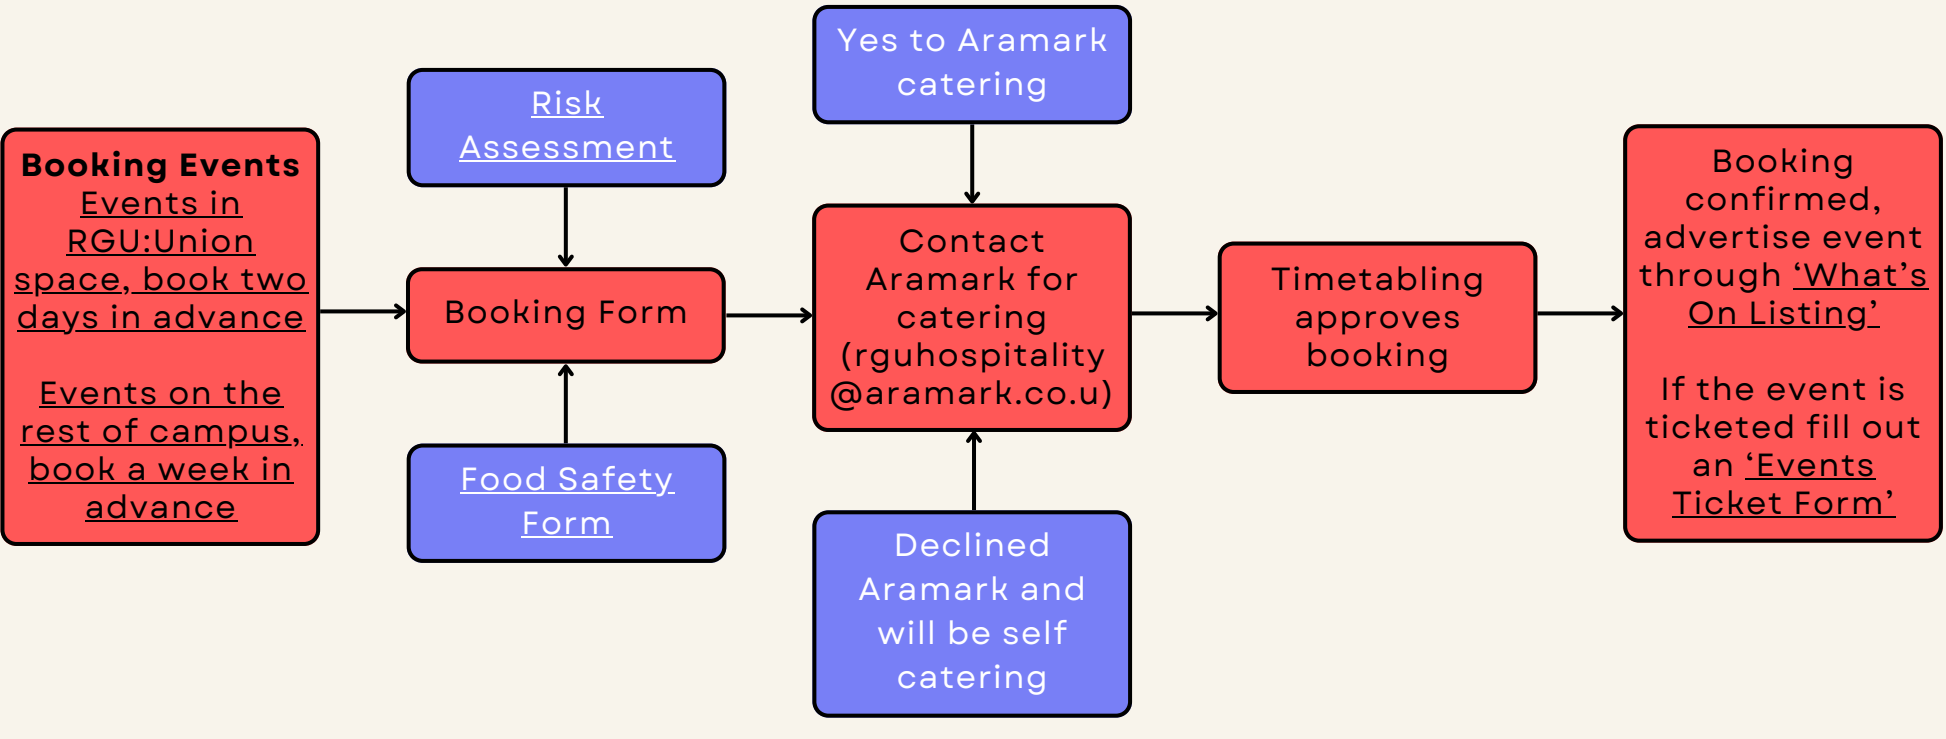 Booking Events
Events in
RGU:Union
space, book two
days in advance
Events on the
rest of campus,
book a week in
advance
Risk
Assessment
Booking Form
Food Safety
Form
Yes to Aramark
catering
Contact
Aramark for
catering
(rguhospitality
@aramark.co.u)
Declined
Aramark and
will be self
catering
Timetabling
approves
booking
Booking
confirmed,
advertise event
through ‘What’s
On Listing’
If the event is
ticketed fill out
an ‘Events
Ticket Form’